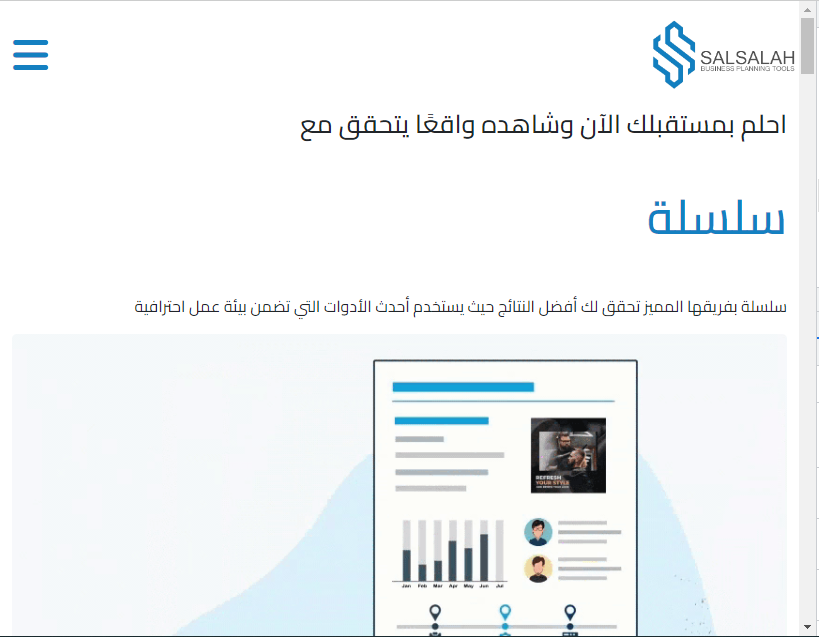 SALSALAH
BUSINESS PLANNING TOOLS
احلم بمستقبلك الآن وشاهده واقعًا يتحقق مع
سلسلة
سلسلة بفريقها المميز تحقق لك أفضل النتائج حيث يستخدم أحدث الأدوات التي تضمن بيئة عمل احترافية
REFRESH
YOUR STYLE
Jan Feb Mar Apr May Jun Jul